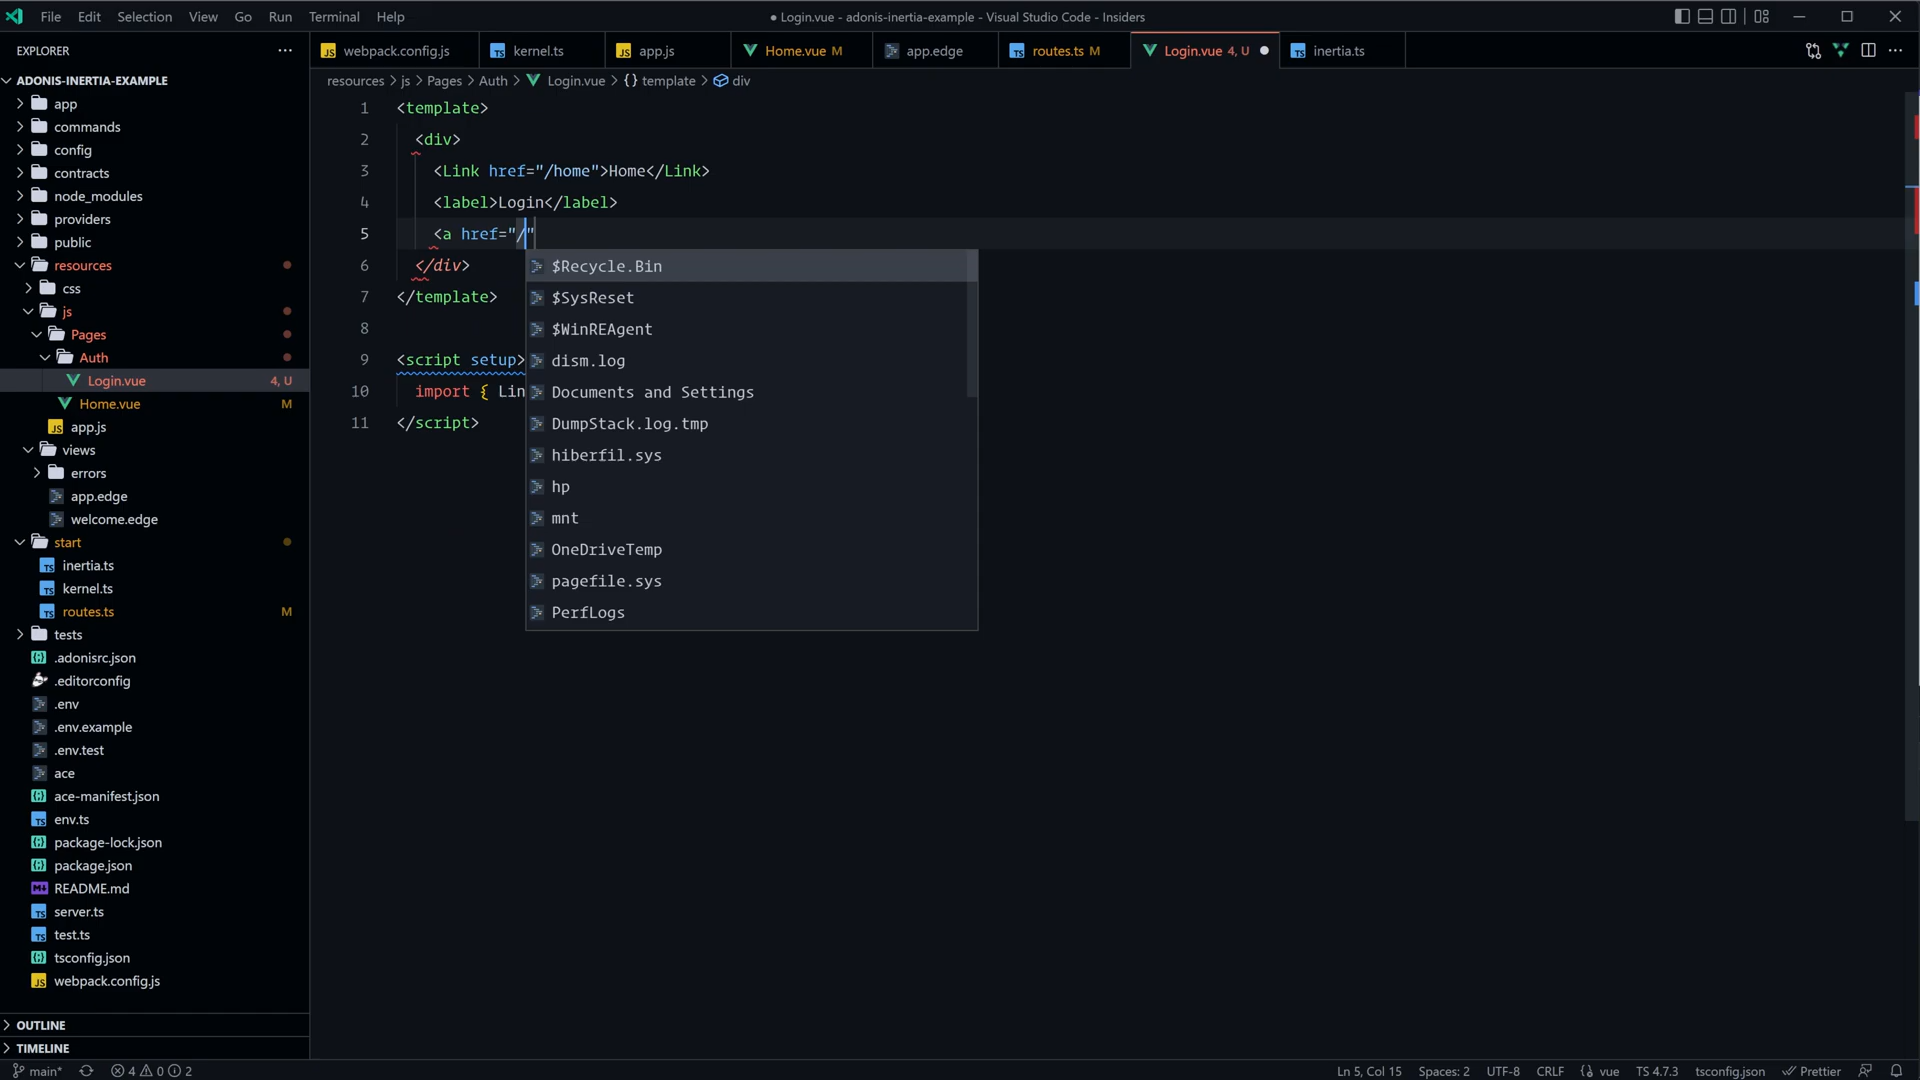 File Edit Selection View Go Run Terminal Help
● Login.vue - adonis-inertia-example - Visual Studio Code - Insiders
EXPLORER
ADONIS-INERTIA-EXAMPLE
app
commands
config
contracts
node_modules
providers
public
resources
css
js
Pages
Auth
Login.vue 4, U
Home.vue M
app.js
views
errors
app.edge
welcome.edge
start
inertia.ts
kernel.ts
routes.ts M
tests
.adonisrc.json
.editorconfig
.env
.env.example
.env.test
ace
ace-manifest.json
env.ts
package-lock.json
package.json
README.md
server.ts
test.ts
tsconfig.json
webpack.config.js
OUTLINE
TIMELINE
webpack.config.js kernel.ts app.js Home.vue M app.edge routes.ts M Login.vue 4, U inertia.ts
resources > js > Pages > Auth > Login.vue > {} template > div
1 <template>
2 <div>
3 <Link href="/home">Home</Link>
4 <label>Login</label>
5 <a href="/"
6 </div>
7 </template>
8
9 <script setup>
10 import { Lin
11 </script>
$Recycle.Bin
$SysReset
$WinREAgent
dism.log
Documents and Settings
DumpStack.log.tmp
hiberfil.sys
hp
mnt
OneDriveTemp
pagefile.sys
PerfLogs
main* 4 0 2
Ln 5, Col 15 Spaces: 2 UTF-8 CRLF vue TS 4.7.3 tsconfig.json Prettier